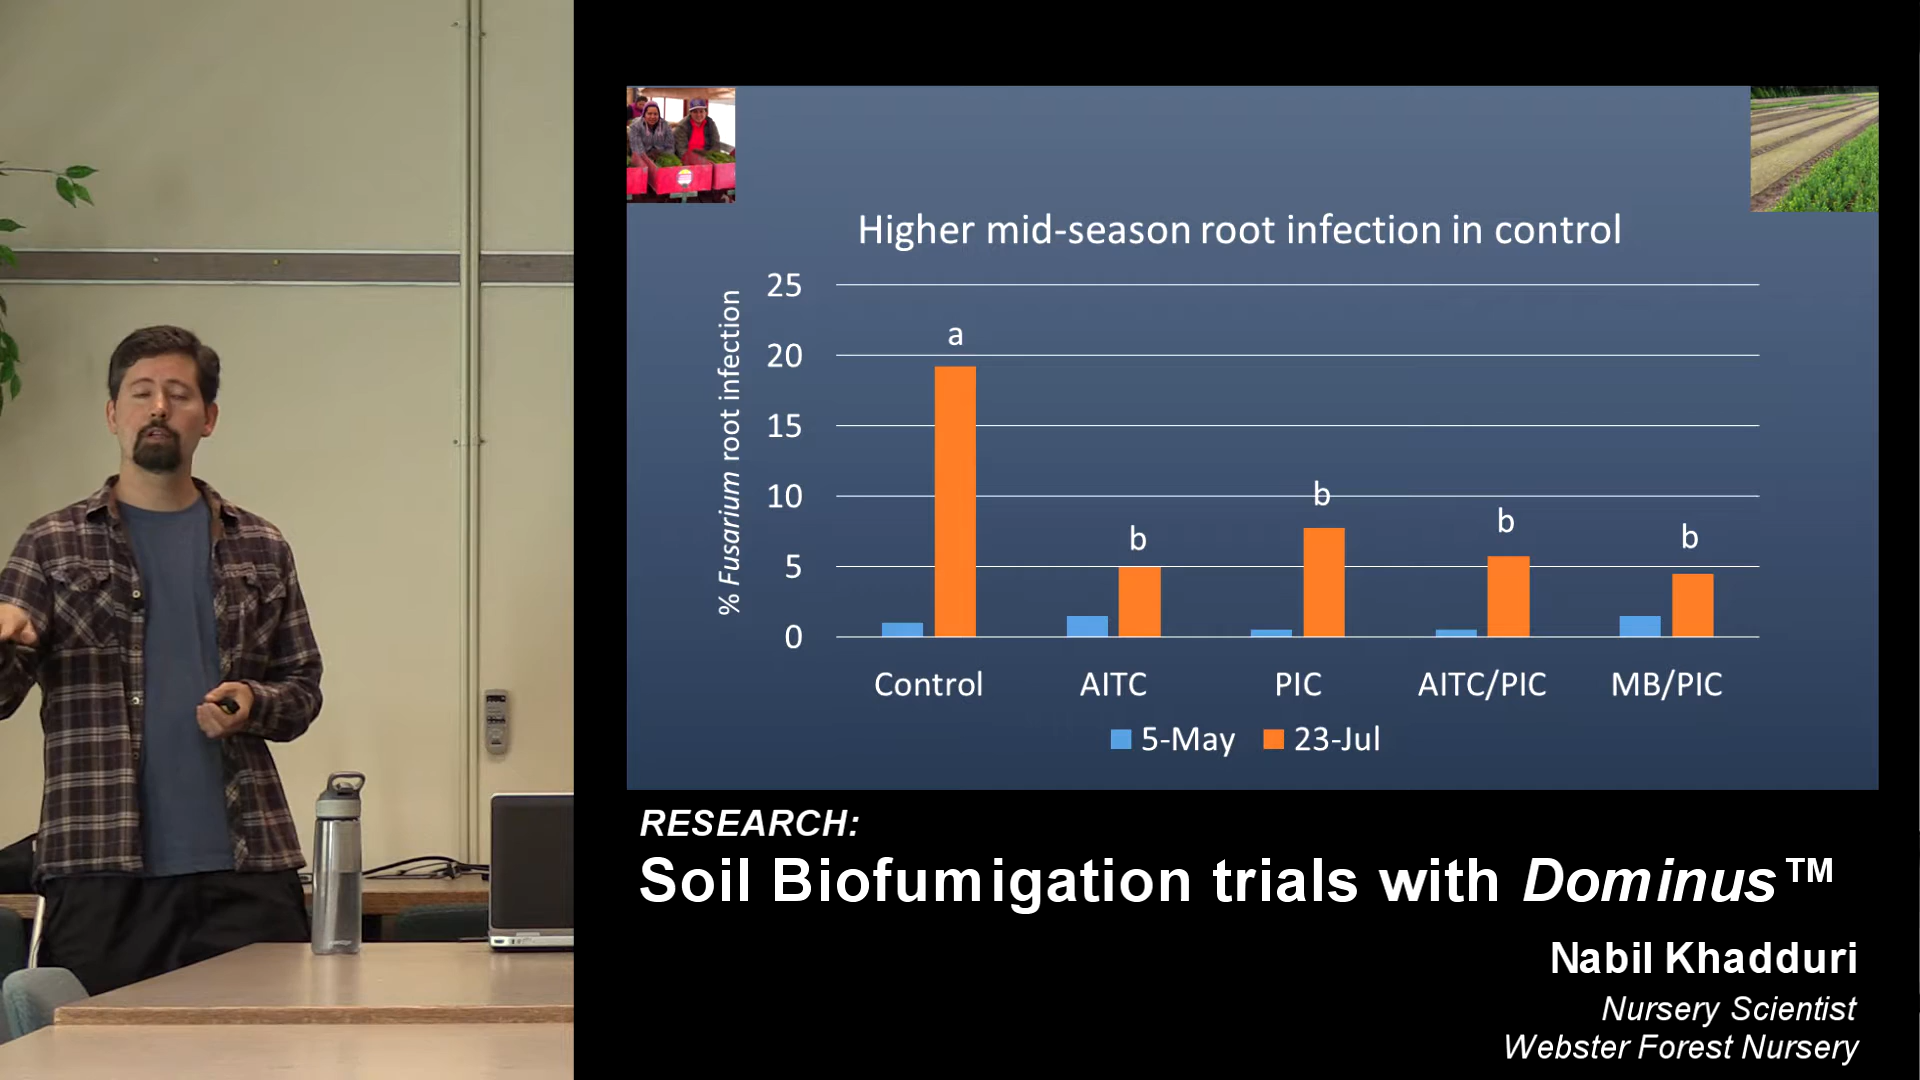 Higher mid-season root infection in control
% Fusarium root infection
25
20
15
10
5
0
a
b
b
b
b
Control
AITC
PIC
AITC/PIC
MB/PIC
5-May
23-Jul
RESEARCH:
Soil Biofumigation trials with Dominus™
Nabil Khadduri
Nursery Scientist
Webster Forest Nursery